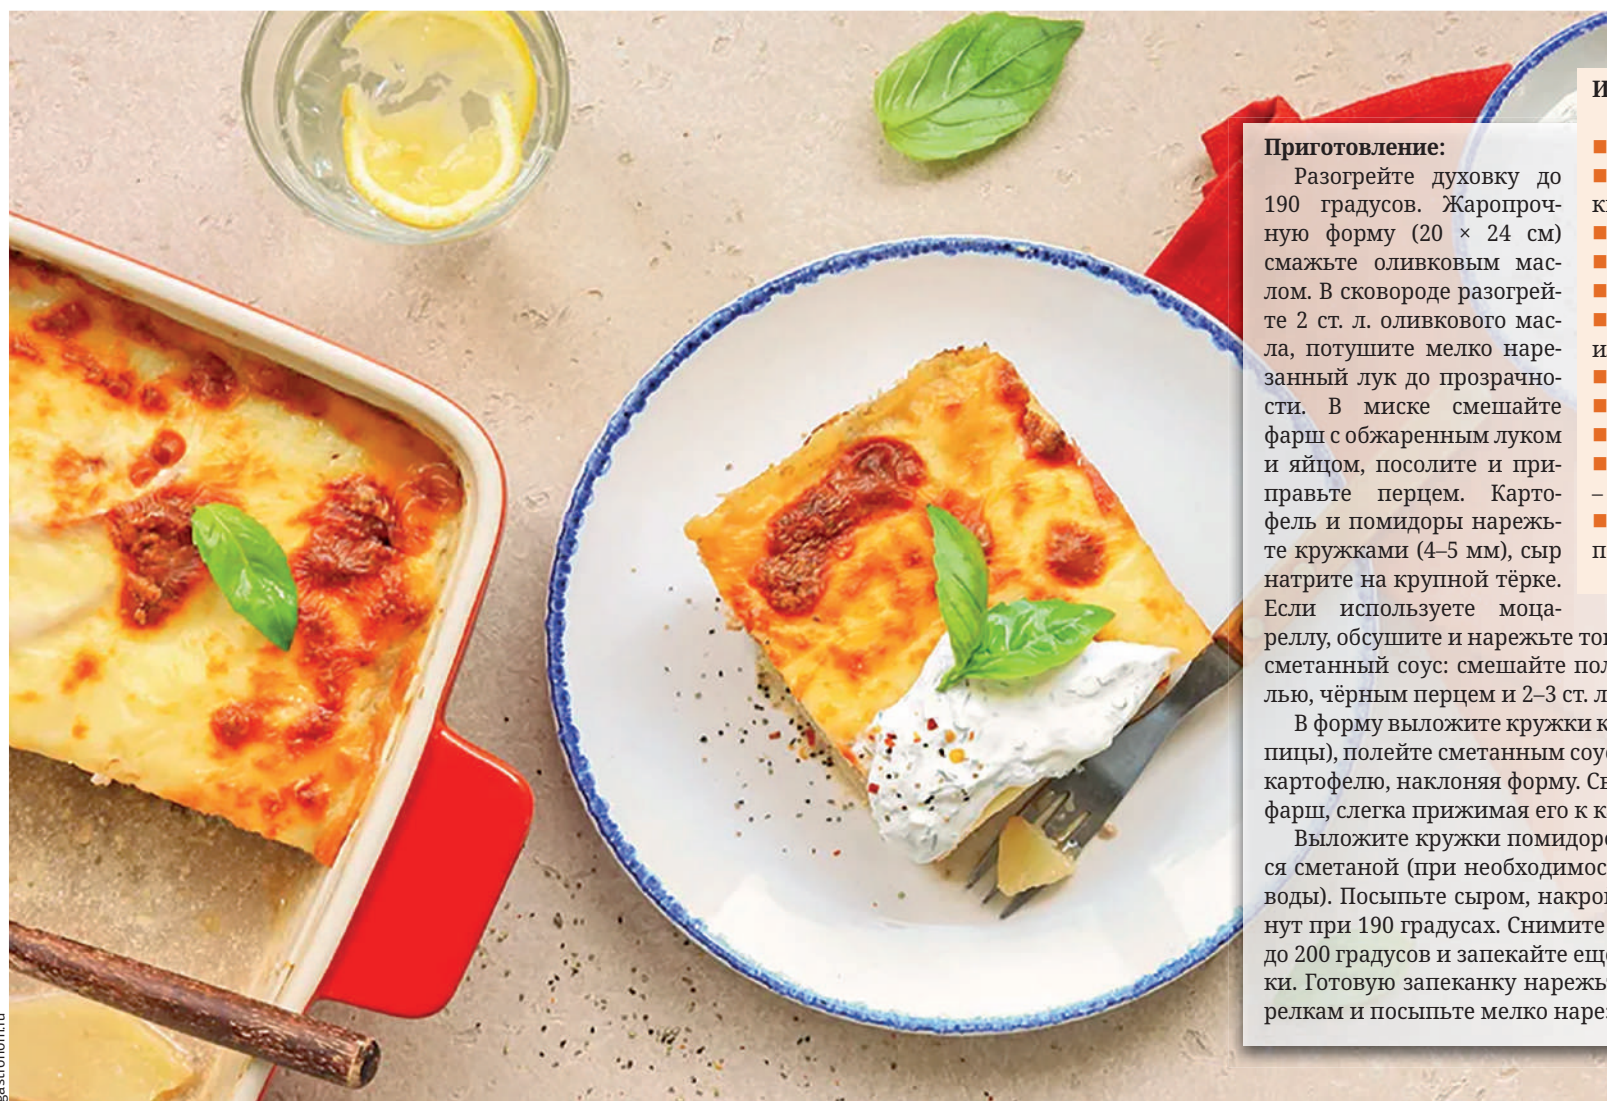 Приготовление:
Разогрейте духовку до
190 градусов. Жаропроч-
ную форму (20 × 24 см)
смажьте оливковым мас-
лом. В сковороде разогрей-
те 2 ст. л. оливкового мас-
ла, потушите мелко наре-
занный лук до прозрачно-
сти. В миске смешайте
фарш с обжаренным луком
и яйцом, посолите и при-
правьте перцем. Карто-
фель и помидоры нарежь-
те кружками (4–5 мм), сыр
натрите на крупной тёрке.
Если используете моца-
реллу, обсушите и нарежьте
сметанный соус: смешайте
лью, чёрным перцем и 2–3 ст.
В форму выложите кружки
пицы), полейте сметанным
картофелю, наклоняя форму.
фарш, слегка прижимая его к
Выложите кружки
ся сметаной (при
воды). Посыпьте сыром,
нут при 190 градусах. Снимите
до 200 градусов и запекайте
ки. Готовую запеканку
релкам и посыпьте мелко
gastronom.ru